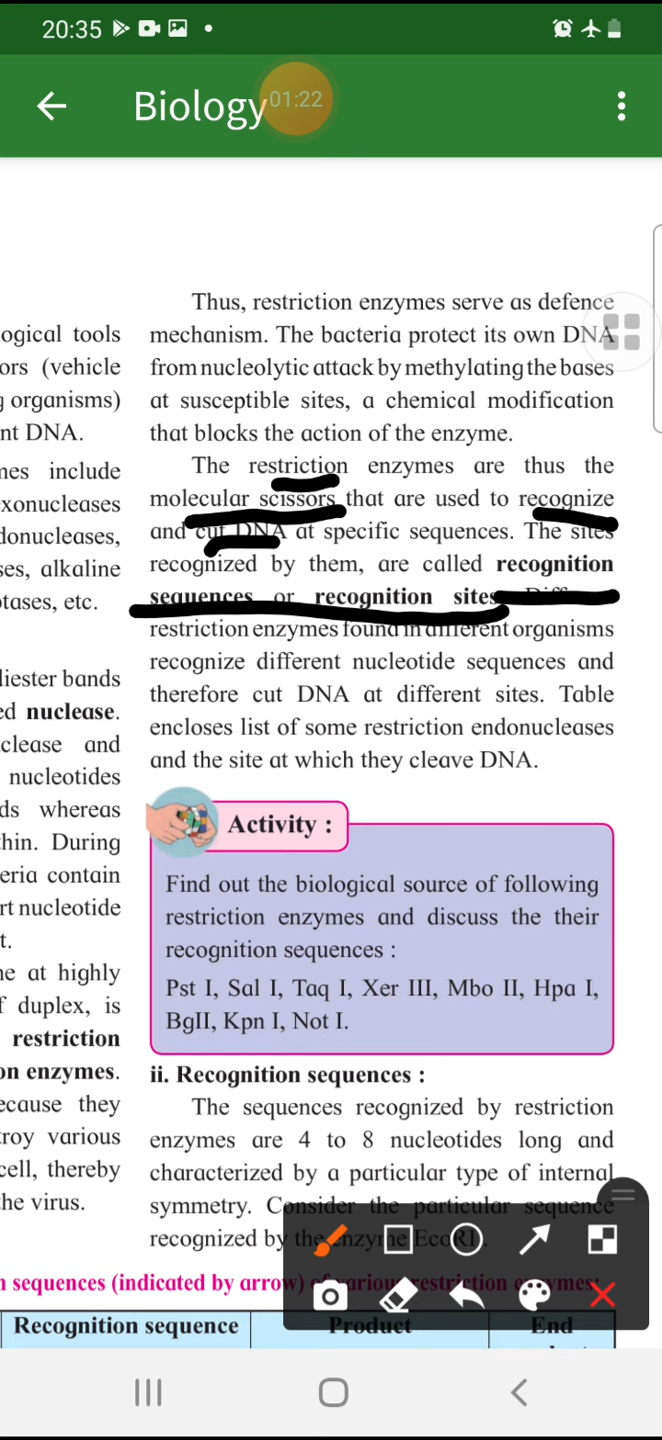 20:35
Biology
01:22
ogical tools
ors (vehicle
g organisms)
nt DNA.
nes include
xonucleases
donucleases,
ses, alkaline
otases, etc.
liester bands
ed nuclease.
clease and
nucleotides
ds whereas
thin. During
eria contain
rt nucleotide
t.
ne at highly
f duplex, is
restriction
on enzymes.
ecause they
troy various
cell, thereby
he virus.
Thus, restriction enzymes serve as defence
mechanism. The bacteria protect its own DNA
from nucleolytic attack by methylating the bases
at susceptible sites, a chemical modification
that blocks the action of the enzyme.
The restriction enzymes are thus the
molecular scissors that are used to recognize
and cut DNA at specific sequences. The sites
recognized by them, are called recognition
sequences or recognition sites
restriction enzymes found in different organisms
recognize different nucleotide sequences and
therefore cut DNA at different sites. Table
encloses list of some restriction endonucleases
and the site at which they cleave DNA.
Activity :
Find out the biological source of following
restriction enzymes and discuss the their
recognition sequences :
Pst I, Sal I, Taq I, Xer III, Mbo II, Hpa I,
BgII, Kpn I, Not I.
ii. Recognition sequences :
The sequences recognized by restriction
enzymes are 4 to 8 nucleotides long and
characterized by a particular type of internal
symmetry. Consider the particular sequence
recognized by the enzyme EcoRI.
n sequences (indicated by arrow) of various restriction enzymes
Recognition sequence
Product
End